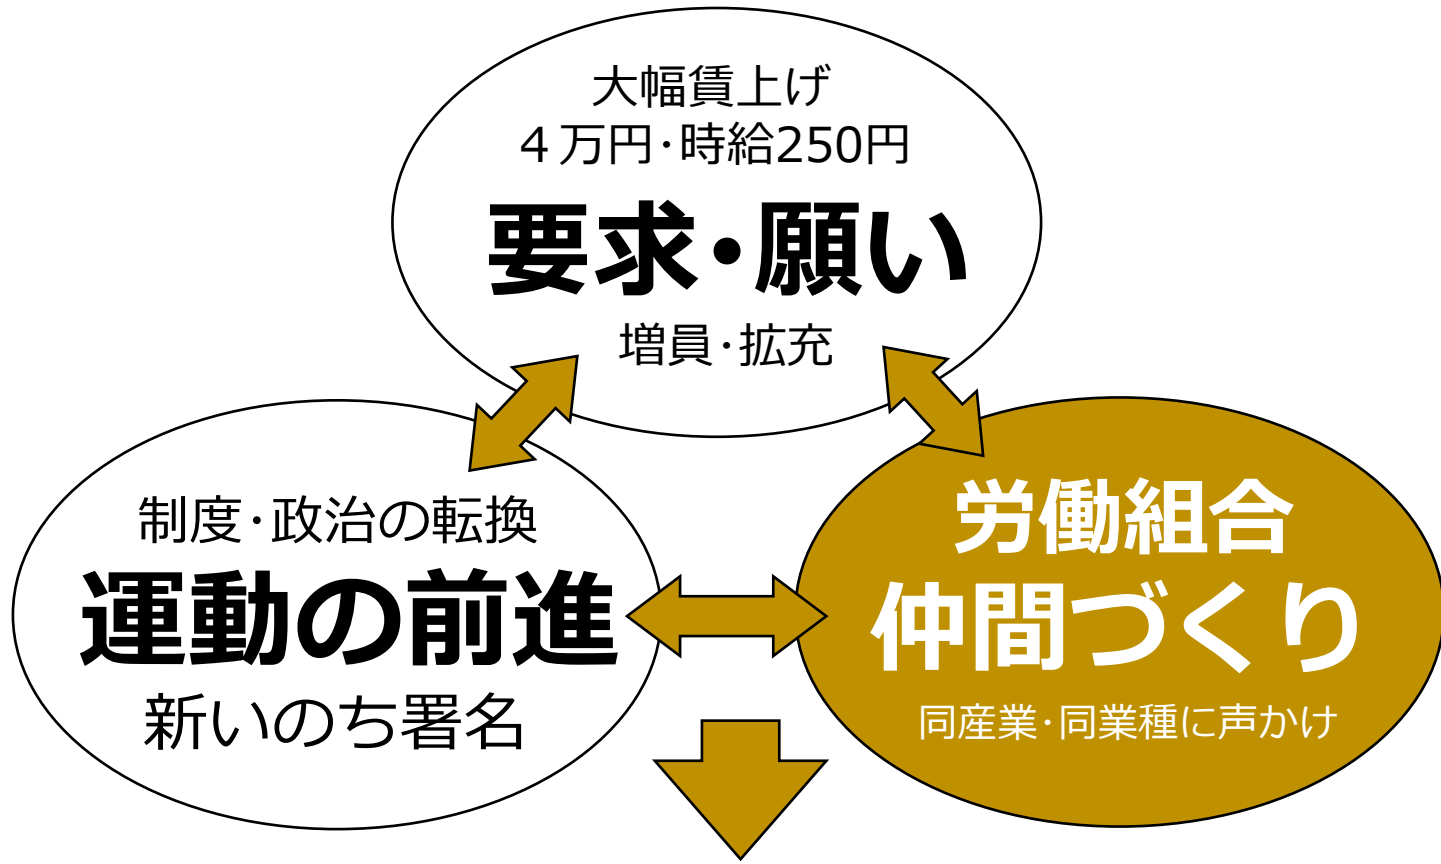 大幅賃上げ
４万円･時給250円
要求･願い
増員･拡充
制度･政治の転換
運動の前進
新いのち署名
労働組合
仲間づくり
同産業･同業種に声かけ